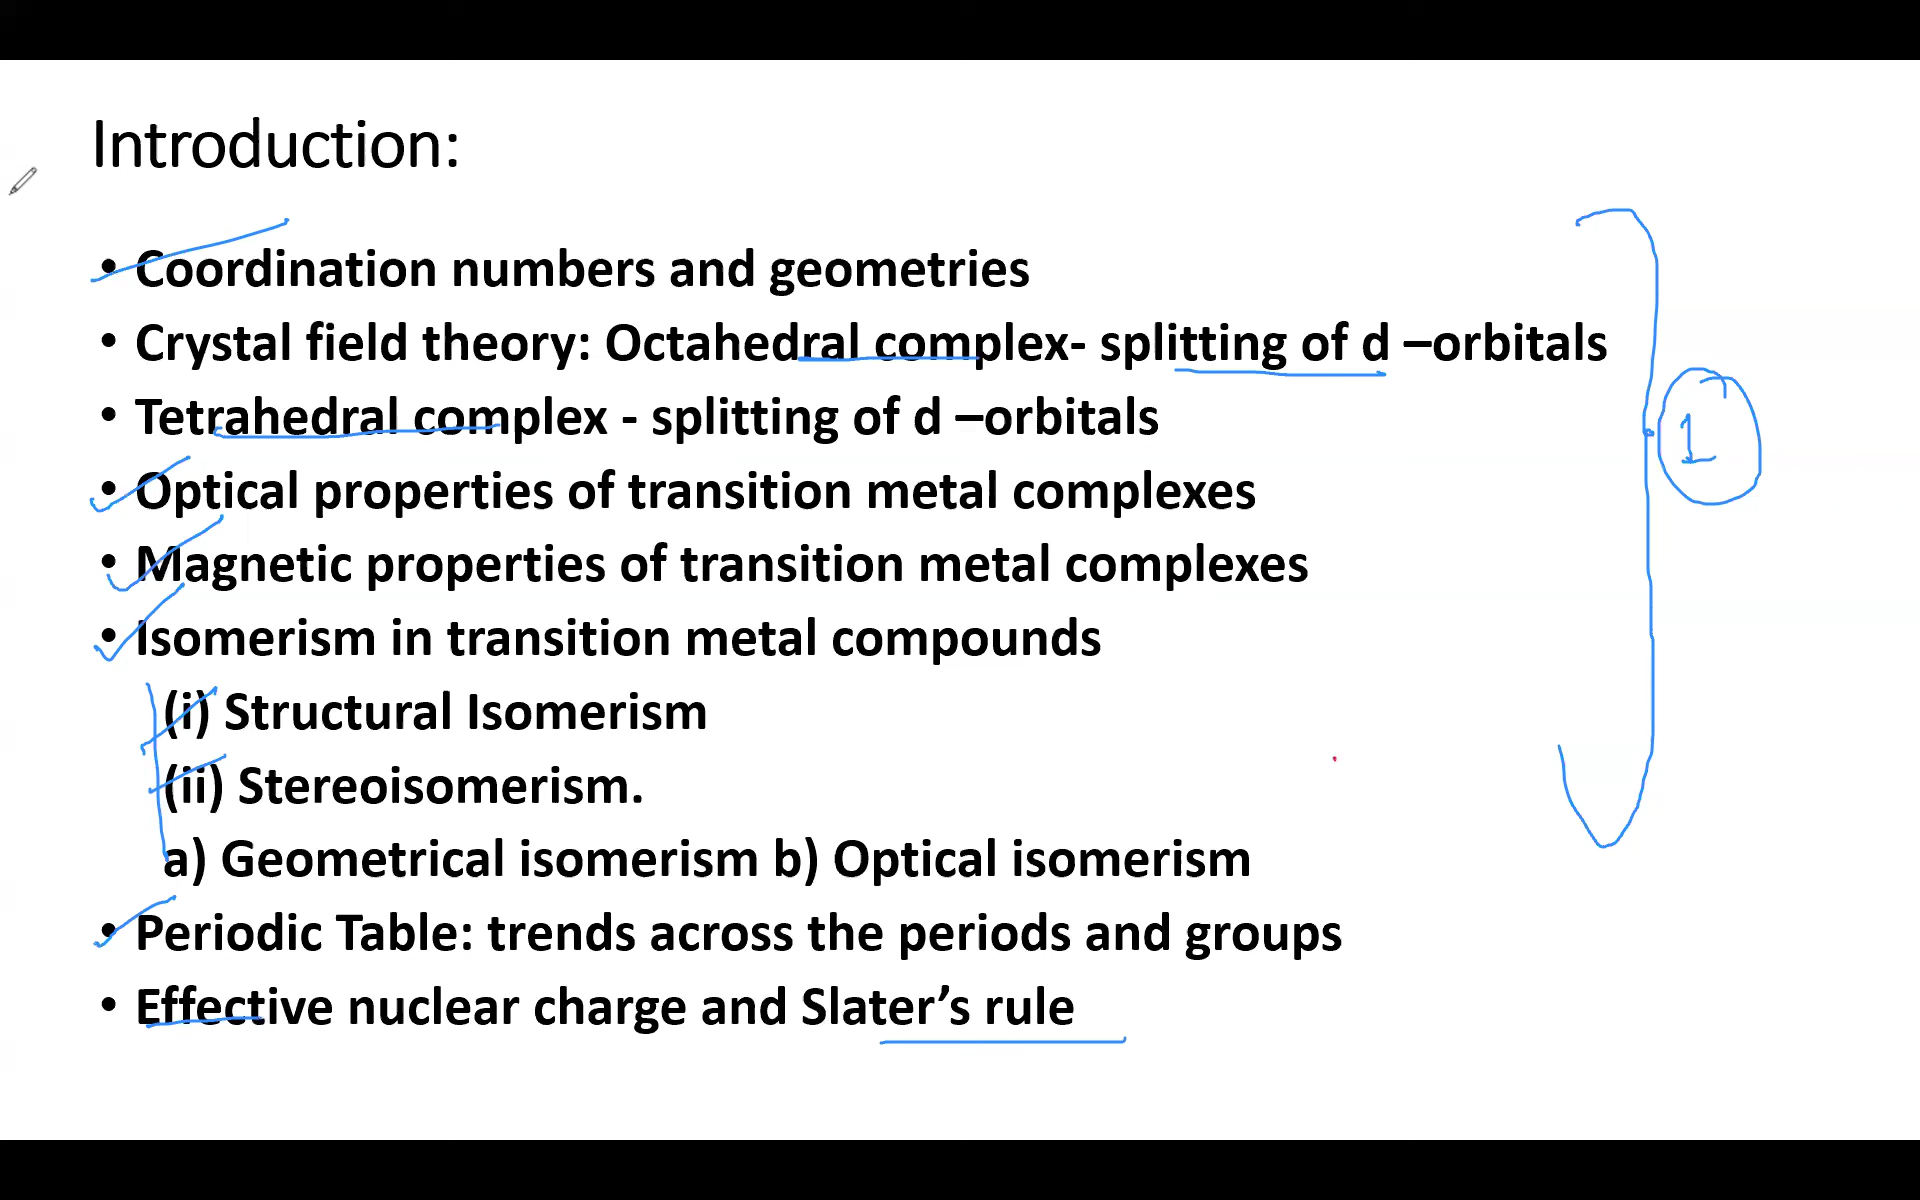 Introduction:
• Coordination numbers and geometries
• Crystal field theory: Octahedral complex- splitting of d –orbitals
• Tetrahedral complex - splitting of d –orbitals
• Optical properties of transition metal complexes
• Magnetic properties of transition metal complexes
• Isomerism in transition metal compounds
(i) Structural Isomerism
(ii) Stereoisomerism.
a) Geometrical isomerism b) Optical isomerism
• Periodic Table: trends across the periods and groups
• Effective nuclear charge and Slater’s rule
1